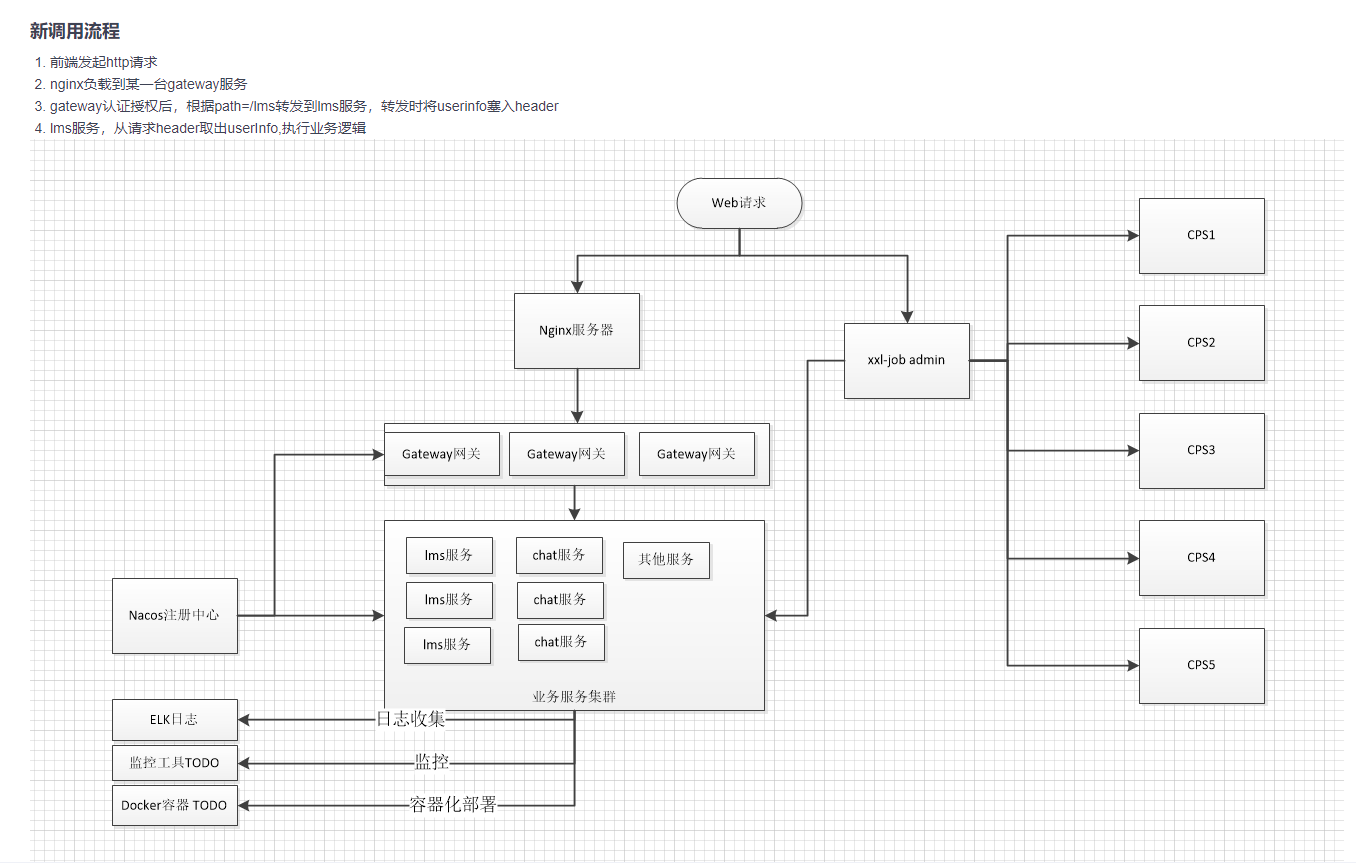 新调用流程
1. 前端发起http请求
2. nginx负载到某一台gateway服务
3. gateway认证授权后，根据path=/lms转发到lms服务，转发时将userinfo塞入header
4. lms服务，从请求header取出userInfo,执行业务逻辑
Web请求
CPS1
Nginx服务器
CPS2
xxl-job admin
Gateway网关
Gateway网关
Gateway网关
CPS3
lms服务
chat服务
其他服务
CPS4
lms服务
chat服务
Nacos注册中心
lms服务
chat服务
CPS5
业务服务集群
ELK日志
日志收集
监控工具TODO
监控
Docker容器 TODO
容器化部署